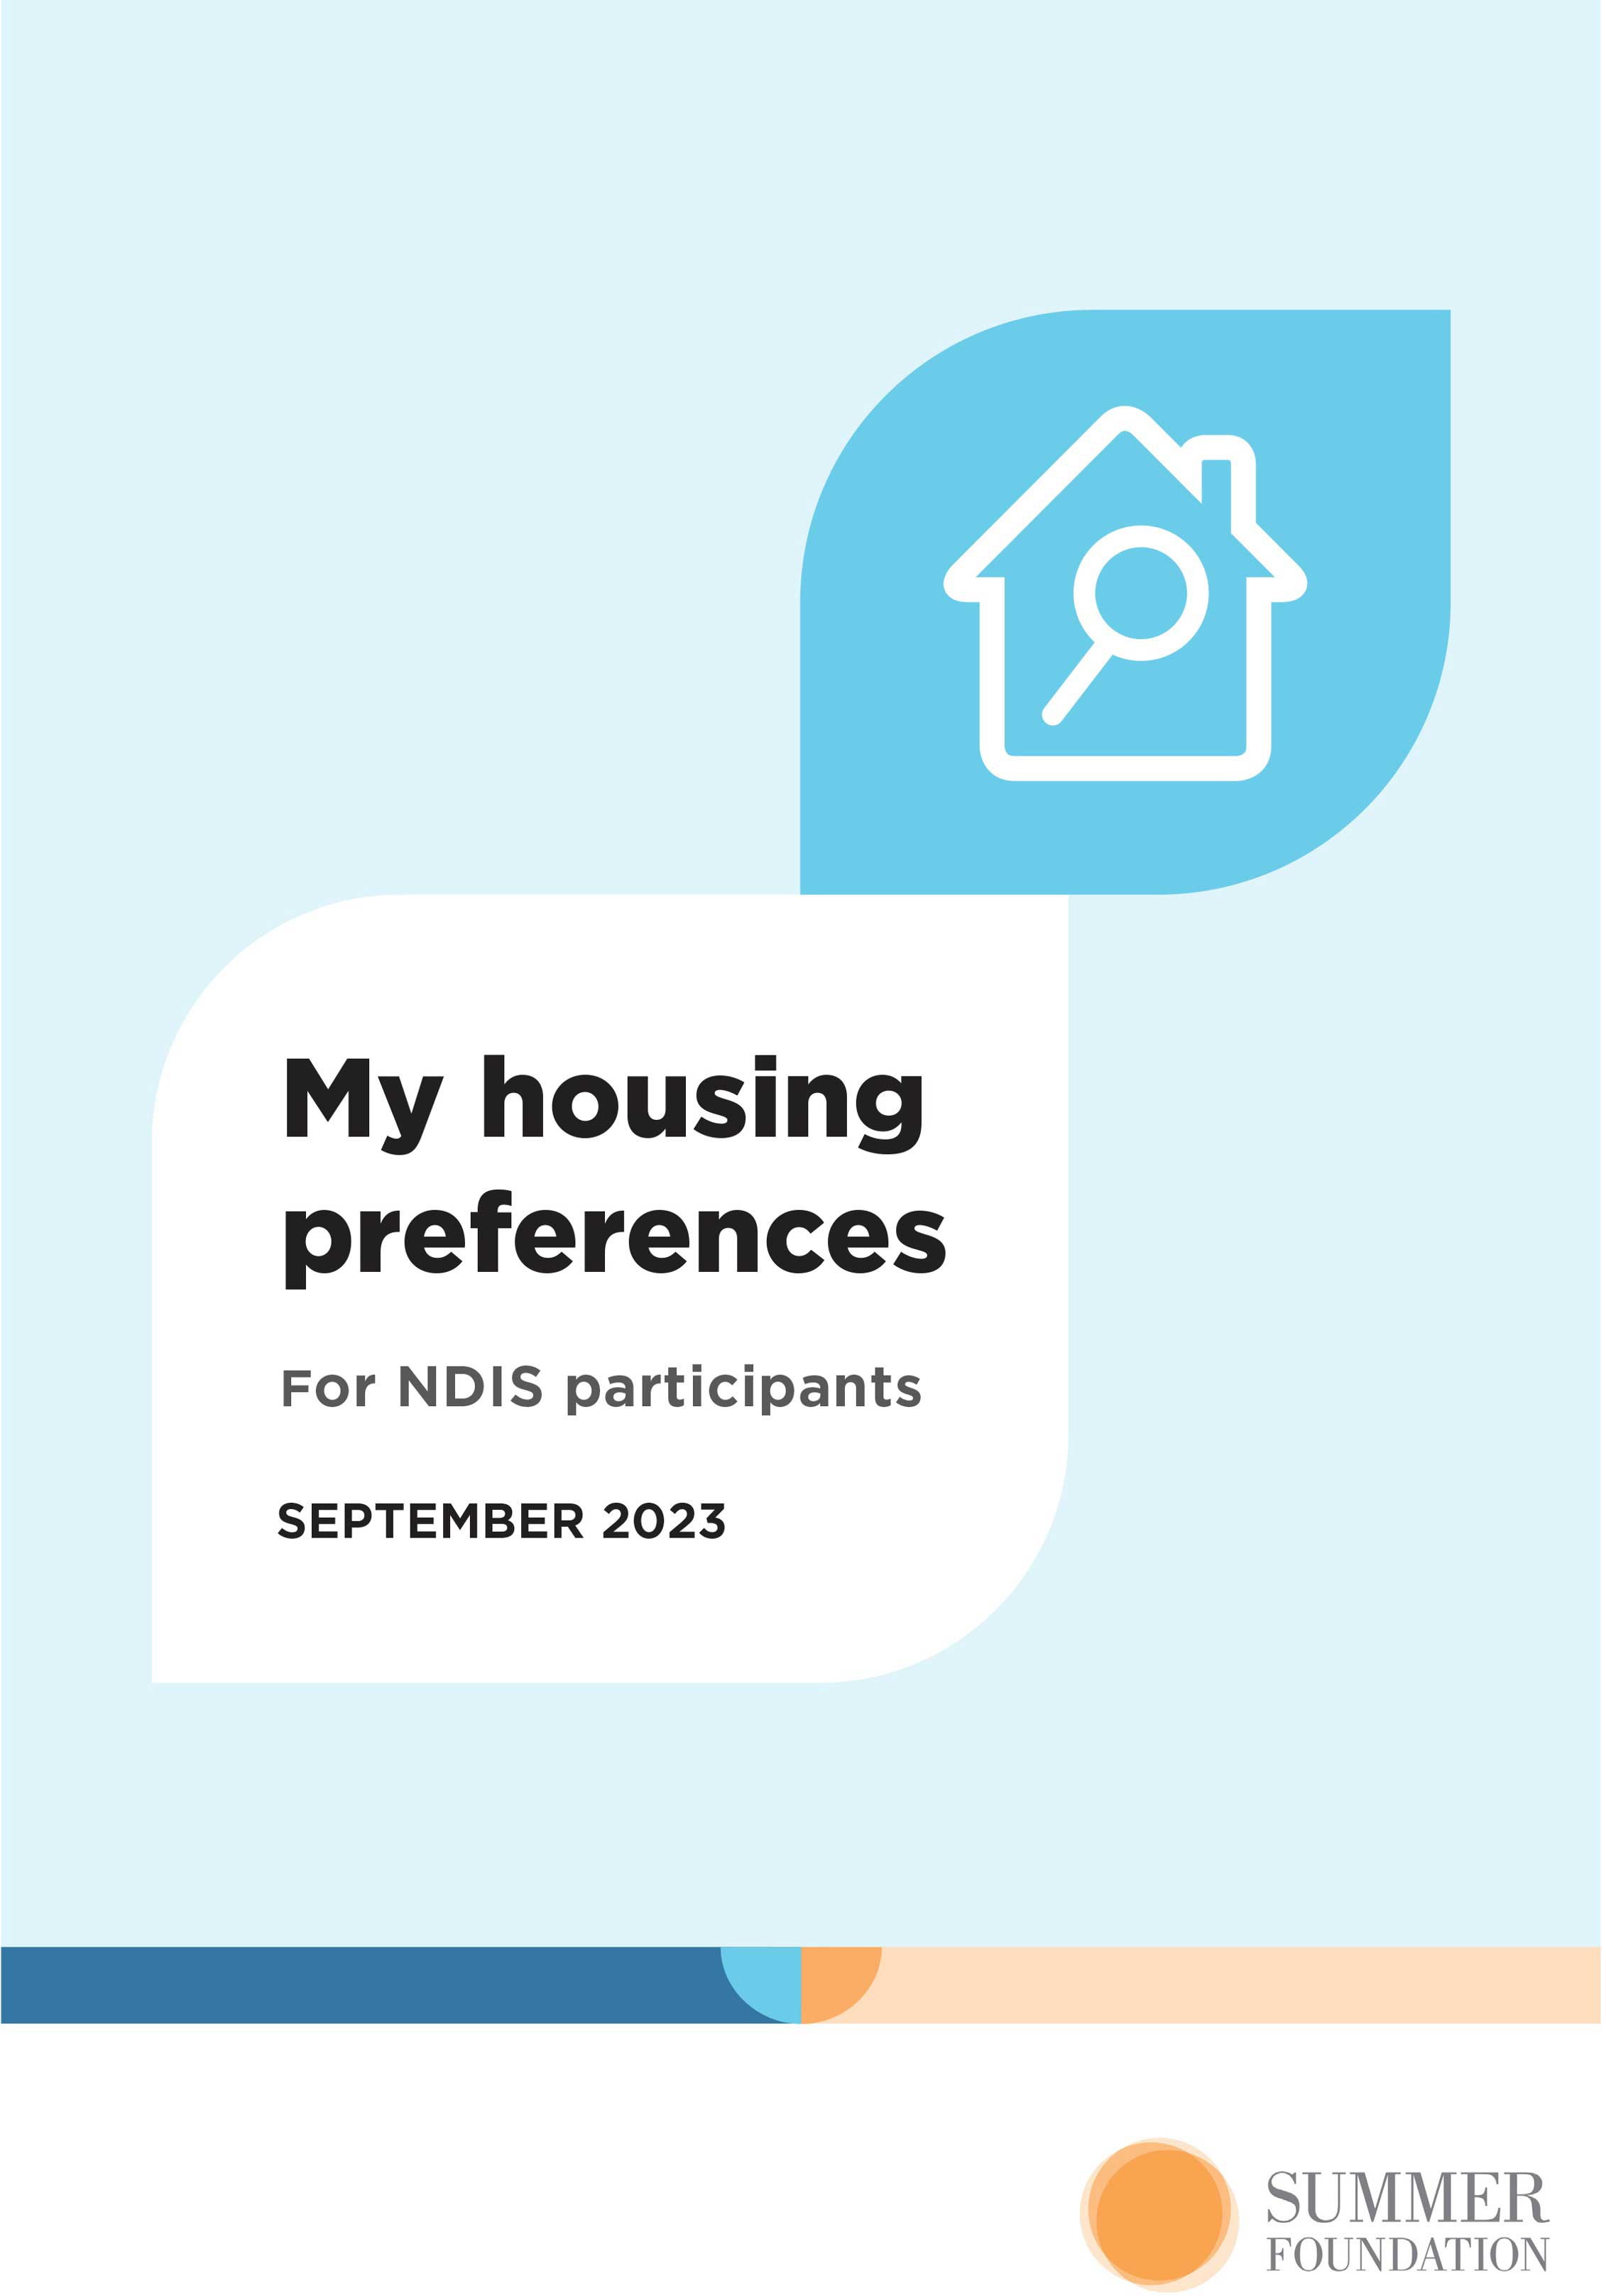 My housing
preferences
For NDIS participants
SEPTEMBER 2023
SUMMER
FOUNDATION